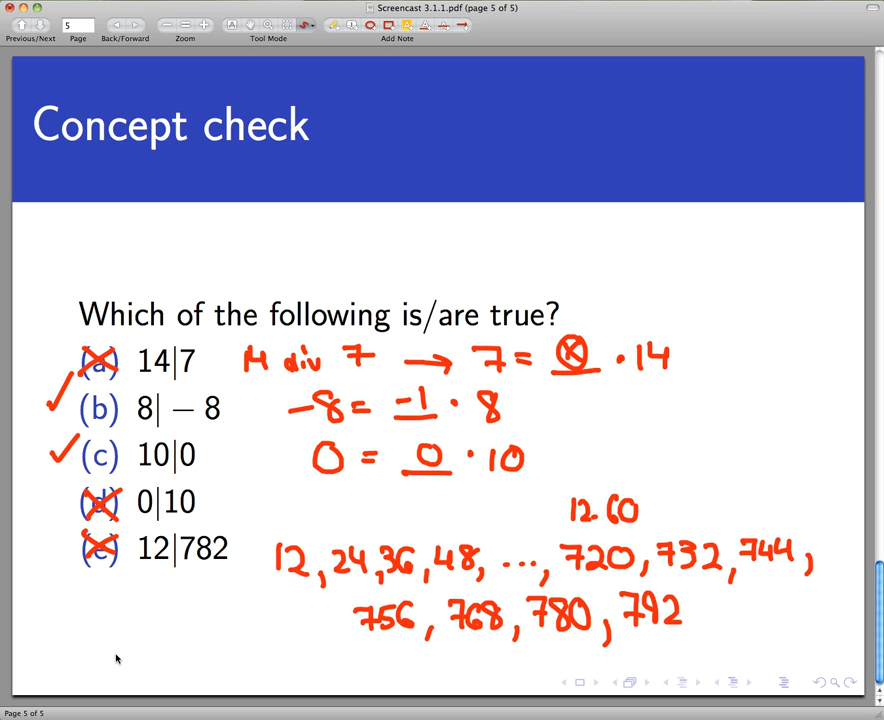 Screencast 3.1.1.pdf (page 5 of 5)
5
Previous/Next Page Back/Forward Zoom Tool Mode Add Note
Concept check
Which of the following is/are true?
(a) 14|7 14 div 7 → 7 = ___ · 14
(b) 8| − 8 -8 = -1 · 8
(c) 10|0 0 = 0 · 10
(d) 0|10
12·60
(e) 12|782 12, 24, 36, 48, ..., 720, 732, 744,
756, 768, 780, 792
Page 5 of 5